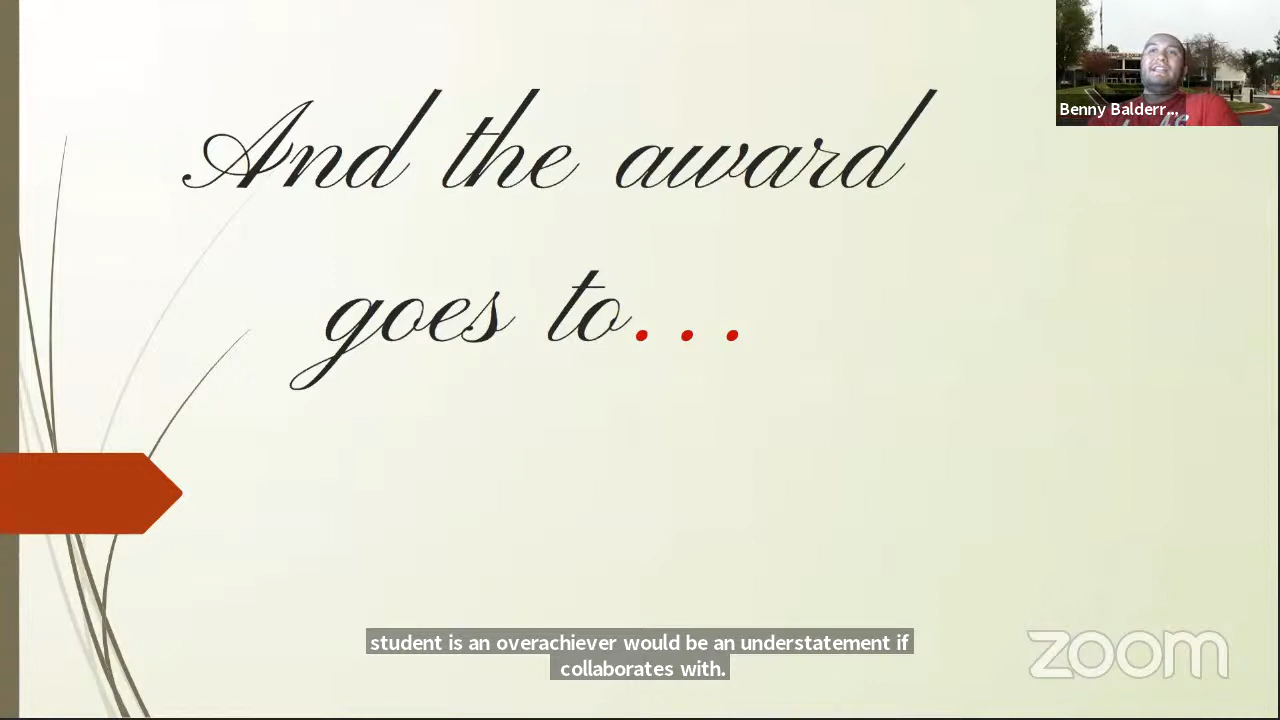 And the award
goes to...
Benny Balderr...
student is an overachiever would be an understatement if
collaborates with.
zoom